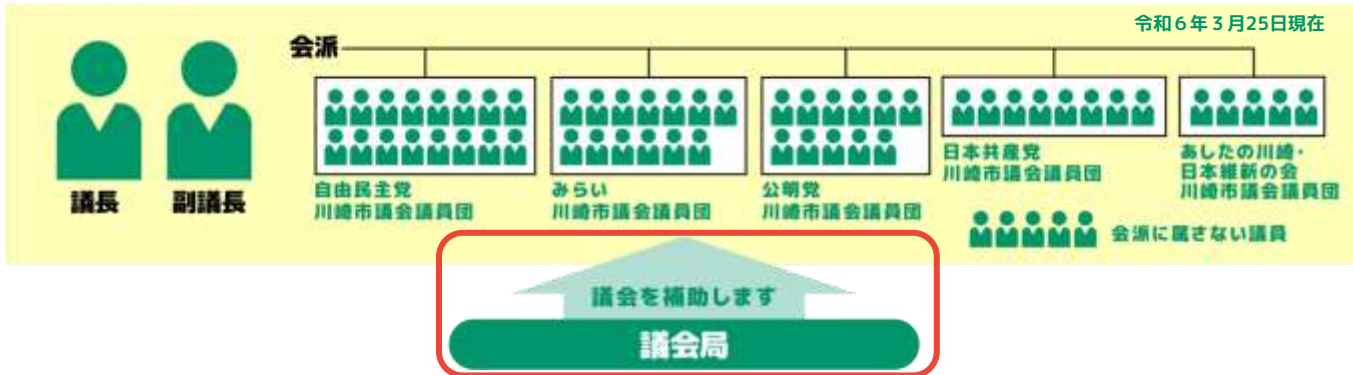 令和６年３月25日現在
会派
議長
副議長
自由民主党
川崎市議会議員団
みらい
川崎市議会議員団
公明党
川崎市議会議員団
日本共産党
川崎市議会議員団
あしたの川崎・
日本維新の会
川崎市議会議員団
会派に属さない議員
議会を補助します
議会局